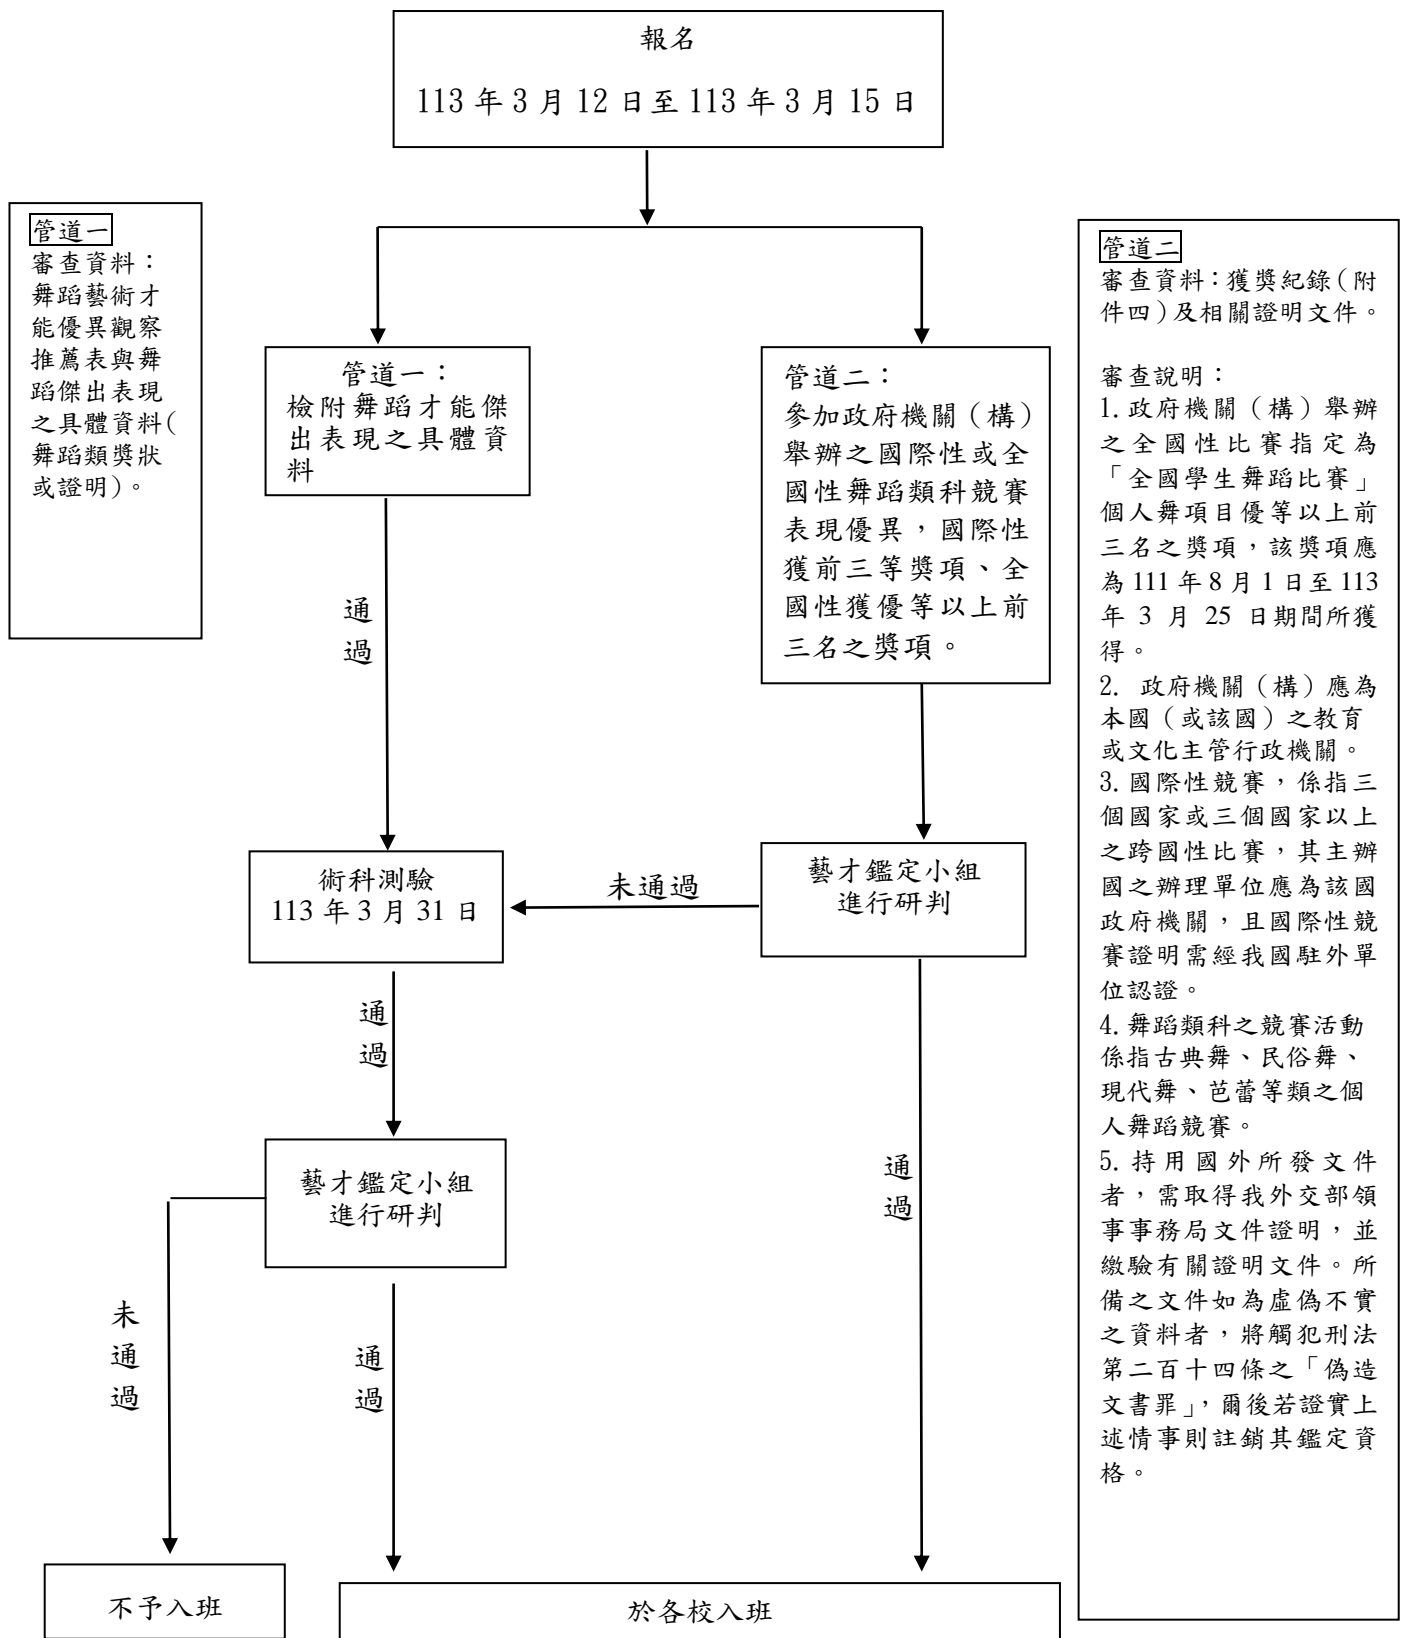 報名
113 年 3 月 12 日至 113 年 3 月 15 日
管道一
審查資料：
舞蹈藝術才
能優異觀察
推薦表與舞
蹈傑出表現
之具體資料(
舞蹈類獎狀
或證明)。
管道一：
檢附舞蹈才能傑
出表現之具體資
料
管道二：
參加政府機關（構）
舉辦之國際性或全
國性舞蹈類科競賽
表現優異，國際性
獲前三等獎項、全
國性獲優等以上前
三名之獎項。
管道二
審查資料：獲獎紀錄（附
件四）及相關證明文件。
審查說明：
1. 政府機關（構）舉辦
之全國性比賽指定為
「全國學生舞蹈比賽」
個人舞項目優等以上前
三名之獎項，該獎項應
為 111 年 8 月 1 日至 113
年 3 月 25 日期間所獲
得。
2. 政府機關（構）應為
本國（或該國）之教育
或文化主管行政機關。
3. 國際性競賽，係指三
個國家或三個國家以上
之跨國性比賽，其主辦
國之辦理單位應為該國
政府機關，且國際性競
賽證明需經我國駐外單
位認證。
4. 舞蹈類科之競賽活動
係指古典舞、民俗舞、
現代舞、芭蕾等類之個
人舞蹈競賽。
5. 持用國外所發文件
者，需取得我外交部領
事事務局文件證明，並
繳驗有關證明文件。所
備之文件如為虛偽不實
之資料者，將觸犯刑法
第二百十四條之「偽造
文書罪」，爾後若證實上
述情事則註銷其鑑定資
格。
通
過
術科測驗
113 年 3 月 31 日
未通過
藝才鑑定小組
進行研判
通
過
藝才鑑定小組
進行研判
通
過
未
通
過
通
過
不予入班
於各校入班